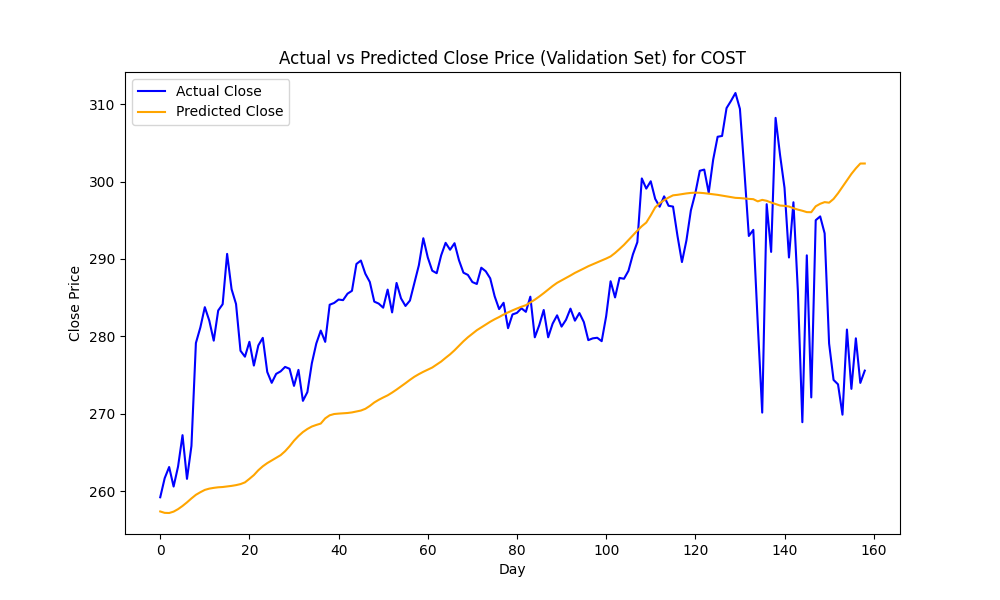 Actual vs Predicted Close Price (Validation Set) for COST
Actual Close
Predicted Close
310
300
290
280
270
260
Close Price
0 20 40 60 80 100 120 140 160
Day